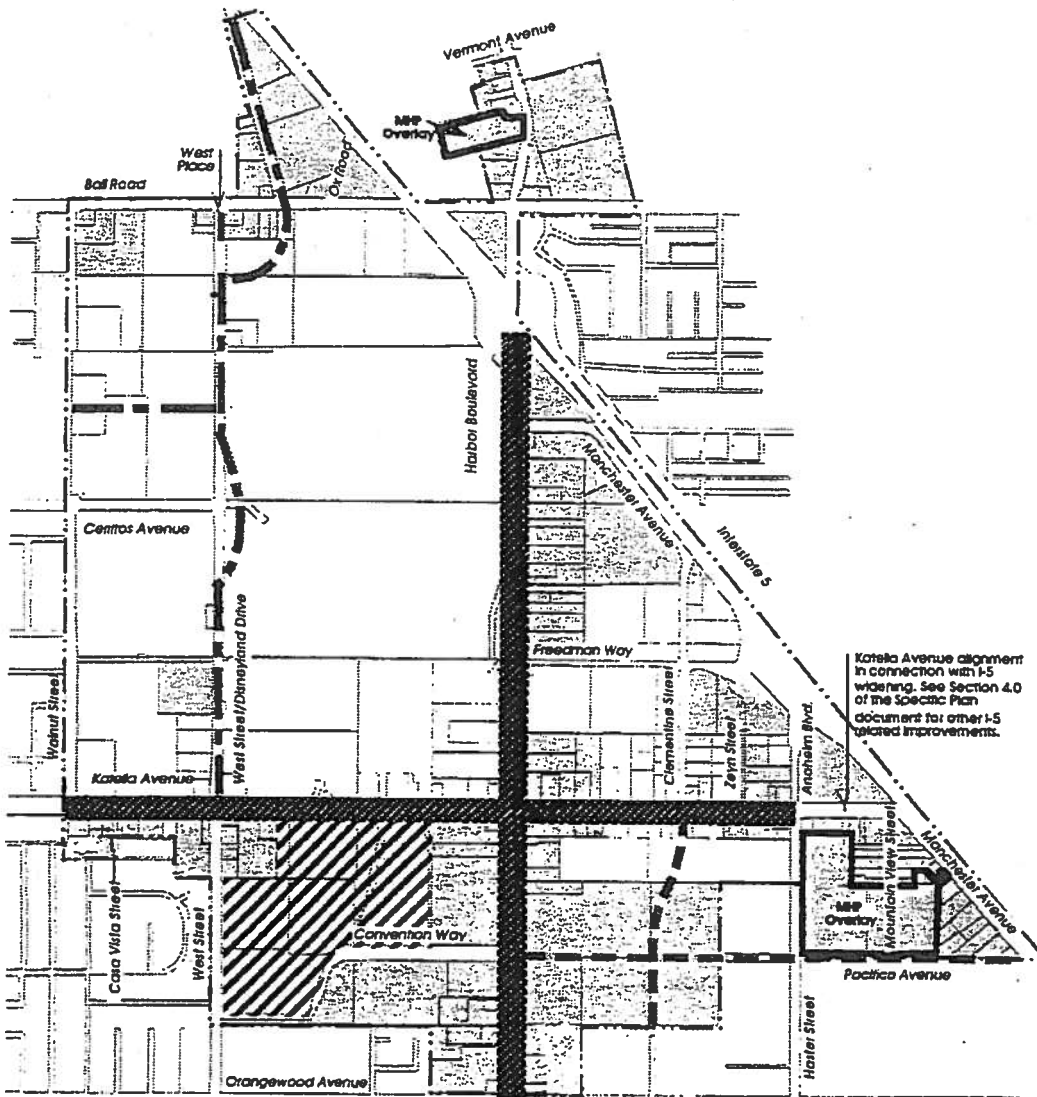 Vermont Avenue
MHP
Overlay
West
Place
Ox Road
Ball Road
Harbor Boulevard
Manchester Avenue
Interstate 5
Cerritos Avenue
Freedman Way
Katella Avenue alignment
in connection with I-5
widening. See Section 4.0
of the Specific Plan
document for other I-5
related improvements.
Walnut Street
West Street/Disneyland Drive
Clementine Street
Zeyn Street
Anaheim Blvd.
Katella Avenue
Mountain View Street
Manchester Avenue
MHP
Overlay
Casa Vista Street
West Street
Convention Way
Pacifico Avenue
Haster Street
Orangewood Avenue